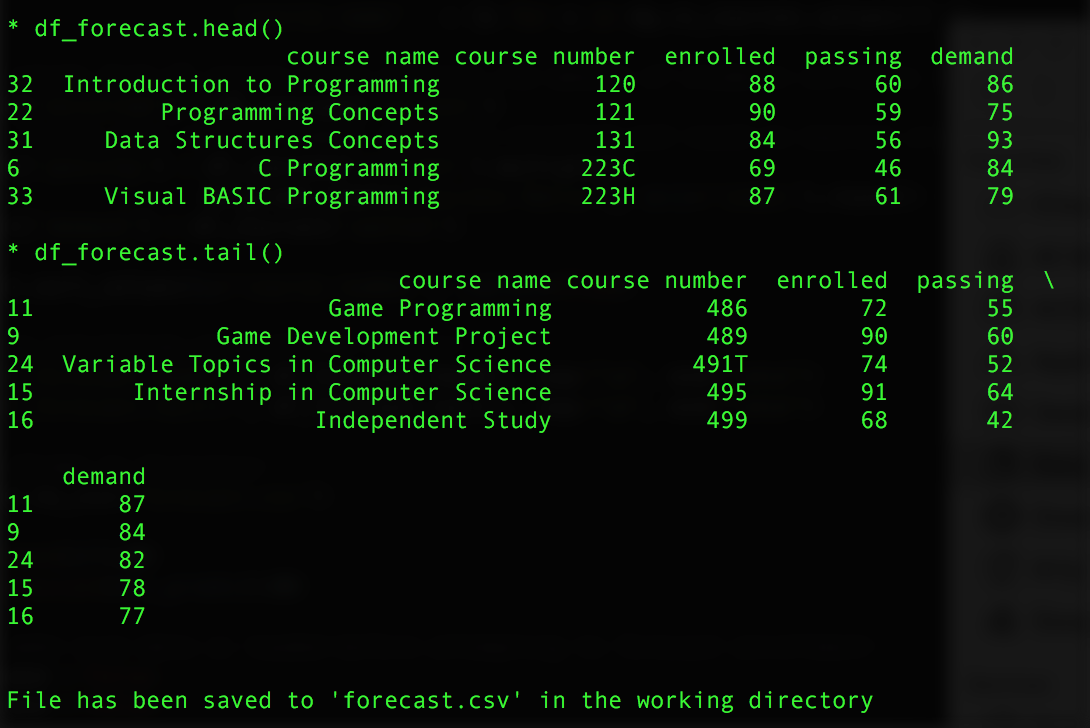 * df_forecast.head()
                    course name course number  enrolled  passing  demand
32  Introduction to Programming           120        88       60      86
22         Programming Concepts           121        90       59      75
31     Data Structures Concepts           131        84       56      93
6                 C Programming          223C        69       46      84
33     Visual BASIC Programming          223H        87       61      79

* df_forecast.tail()
                            course name course number  enrolled  passing  \
11                     Game Programming           486        72       55
9              Game Development Project           489        90       60
24  Variable Topics in Computer Science          491T        74       52
15       Internship in Computer Science           495        91       64
16                    Independent Study           499        68       42

    demand
11      87
9       84
24      82
15      78
16      77

File has been saved to 'forecast.csv' in the working directory